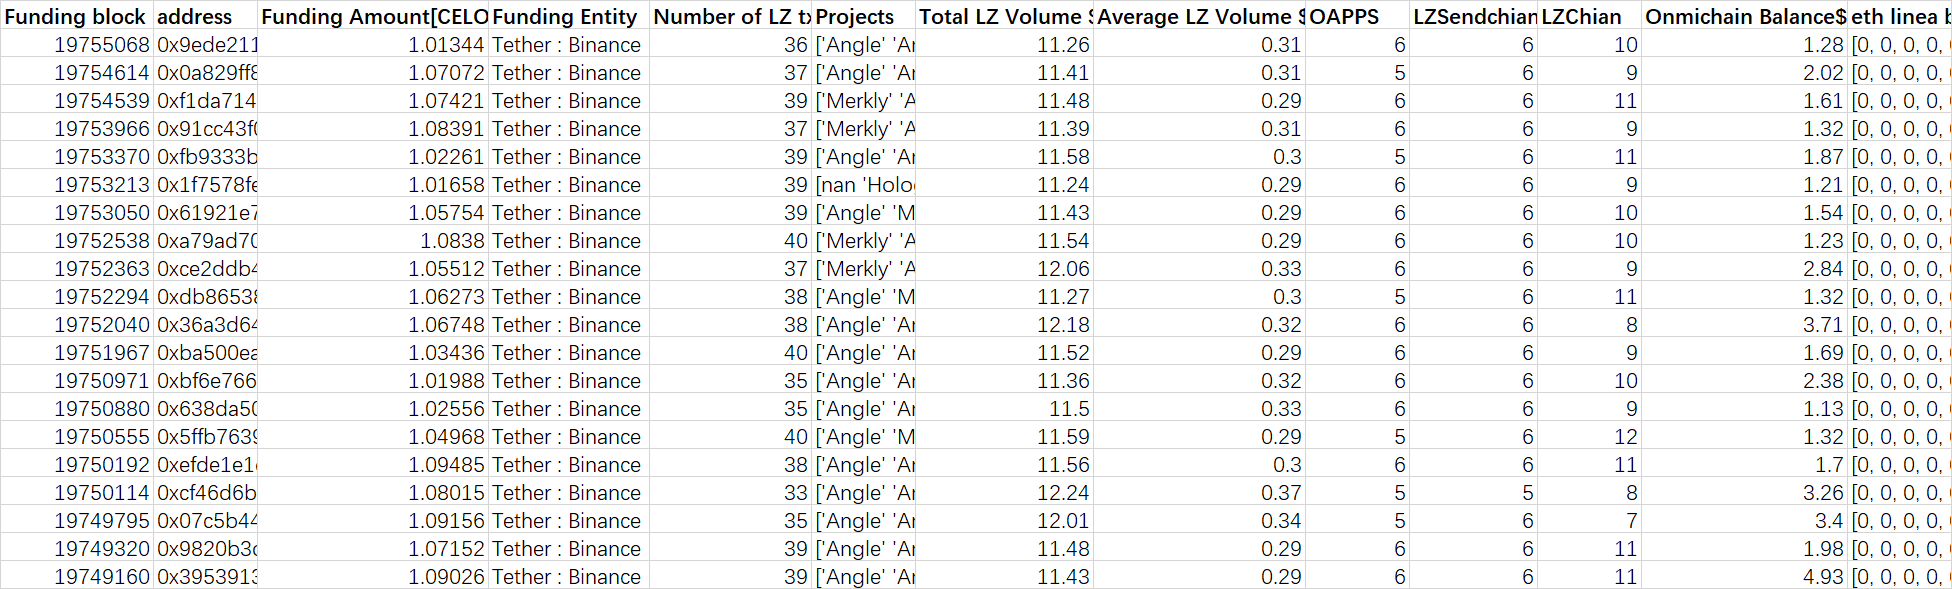 Funding block address Funding Amount[CELO Funding Entity Number of LZ tx Projects Total LZ Volume $ Average LZ Volume $ OAPPS LZSendchian LZChian Onmichain Balance$ eth linea b
19755068 0x9ede211 1.01344 Tether : Binance 36 ['Angle' 'Ar 11.26 0.31 6 6 10 1.28 [0, 0, 0, 0,
19754614 0x0a829ff8 1.07072 Tether : Binance 37 ['Angle' 'Ar 11.41 0.31 5 6 9 2.02 [0, 0, 0, 0,
19754539 0xf1da714 1.07421 Tether : Binance 39 ['Merkly' 'A 11.48 0.29 6 6 11 1.61 [0, 0, 0, 0,
19753966 0x91cc43f0 1.08391 Tether : Binance 37 ['Merkly' 'A 11.39 0.31 6 6 9 1.32 [0, 0, 0, 0,
19753370 0xfb9333b 1.02261 Tether : Binance 39 ['Angle' 'Ar 11.58 0.3 5 6 11 1.87 [0, 0, 0, 0,
19753213 0x1f7578fe 1.01658 Tether : Binance 39 [nan 'Holo 11.24 0.29 6 6 9 1.21 [0, 0, 0, 0,
19753050 0x61921e7 1.05754 Tether : Binance 39 ['Angle' 'M 11.43 0.29 6 6 10 1.54 [0, 0, 0, 0,
19752538 0xa79ad70 1.0838 Tether : Binance 40 ['Merkly' 'A 11.54 0.29 6 6 10 1.23 [0, 0, 0, 0,
19752363 0xce2ddb4 1.05512 Tether : Binance 37 ['Merkly' 'A 12.06 0.33 6 6 9 2.84 [0, 0, 0, 0,
19752294 0xdb86538 1.06273 Tether : Binance 38 ['Angle' 'M 11.27 0.3 5 6 11 1.32 [0, 0, 0, 0,
19752040 0x36a3d64 1.06748 Tether : Binance 38 ['Angle' 'Ar 12.18 0.32 6 6 8 3.71 [0, 0, 0, 0,
19751967 0xba500ea 1.03436 Tether : Binance 40 ['Angle' 'Ar 11.52 0.29 6 6 9 1.69 [0, 0, 0, 0,
19750971 0xbf6e766 1.01988 Tether : Binance 35 ['Angle' 'Ar 11.36 0.32 6 6 10 2.38 [0, 0, 0, 0,
19750880 0x638da50 1.02556 Tether : Binance 35 ['Angle' 'Ar 11.5 0.33 6 6 9 1.13 [0, 0, 0, 0,
19750555 0x5ffb7639 1.04968 Tether : Binance 40 ['Angle' 'M 11.59 0.29 5 6 12 1.32 [0, 0, 0, 0,
19750192 0xefde1e1 1.09485 Tether : Binance 38 ['Angle' 'Ar 11.56 0.3 6 6 11 1.7 [0, 0, 0, 0,
19750114 0xcf46d6b 1.08015 Tether : Binance 33 ['Angle' 'Ar 12.24 0.37 5 5 8 3.26 [0, 0, 0, 0,
19749795 0x07c5b44 1.09156 Tether : Binance 35 ['Angle' 'Ar 12.01 0.34 5 6 7 3.4 [0, 0, 0, 0,
19749320 0x9820b3c 1.07152 Tether : Binance 39 ['Angle' 'Ar 11.48 0.29 6 6 11 1.98 [0, 0, 0, 0,
19749160 0x3953913 1.09026 Tether : Binance 39 ['Angle' 'Ar 11.43 0.29 6 6 11 4.93 [0, 0, 0, 0,